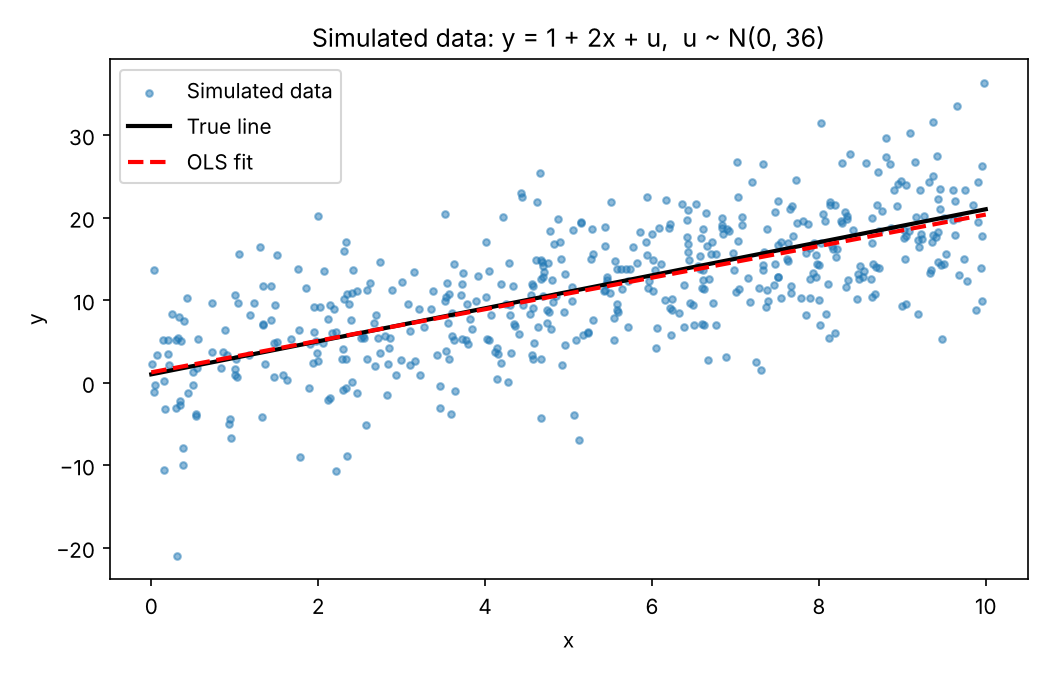 Simulated data: y = 1 + 2x + u,  u ~ N(0, 36)
Simulated data
True line
OLS fit
30
20
10
0
−10
−20
y
0 2 4 6 8 10
x